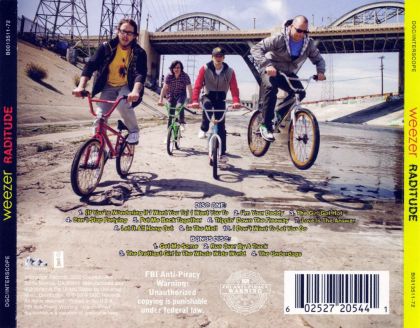 weezer RADITUDE
DGC/INTERSCOPE
B0013511-72
DISC ONE:
1. (If You're Wondering If I Want You To) I Want You To 2. I'm Your Daddy 3. The Girl Got Hot
4. Can't Stop Partying 5. Put Me Back Together 6. Trippin' Down The Freeway 7. Love Is The Answer
8. Let It All Hang Out 9. In The Mall 10. I Don't Want To Let You Go
BONUS DISC:
1. Get Me Some 2. Run Over By A Truck
3. The Prettiest Girl In The Whole Wide World 4. The Underdogs
FBI Anti-Piracy
Warning:
Unauthorized
copying is punishable
under federal law.
6 02527 20544 1
DGC/INTERSCOPE
weezer RADITUDE
B0013511-72